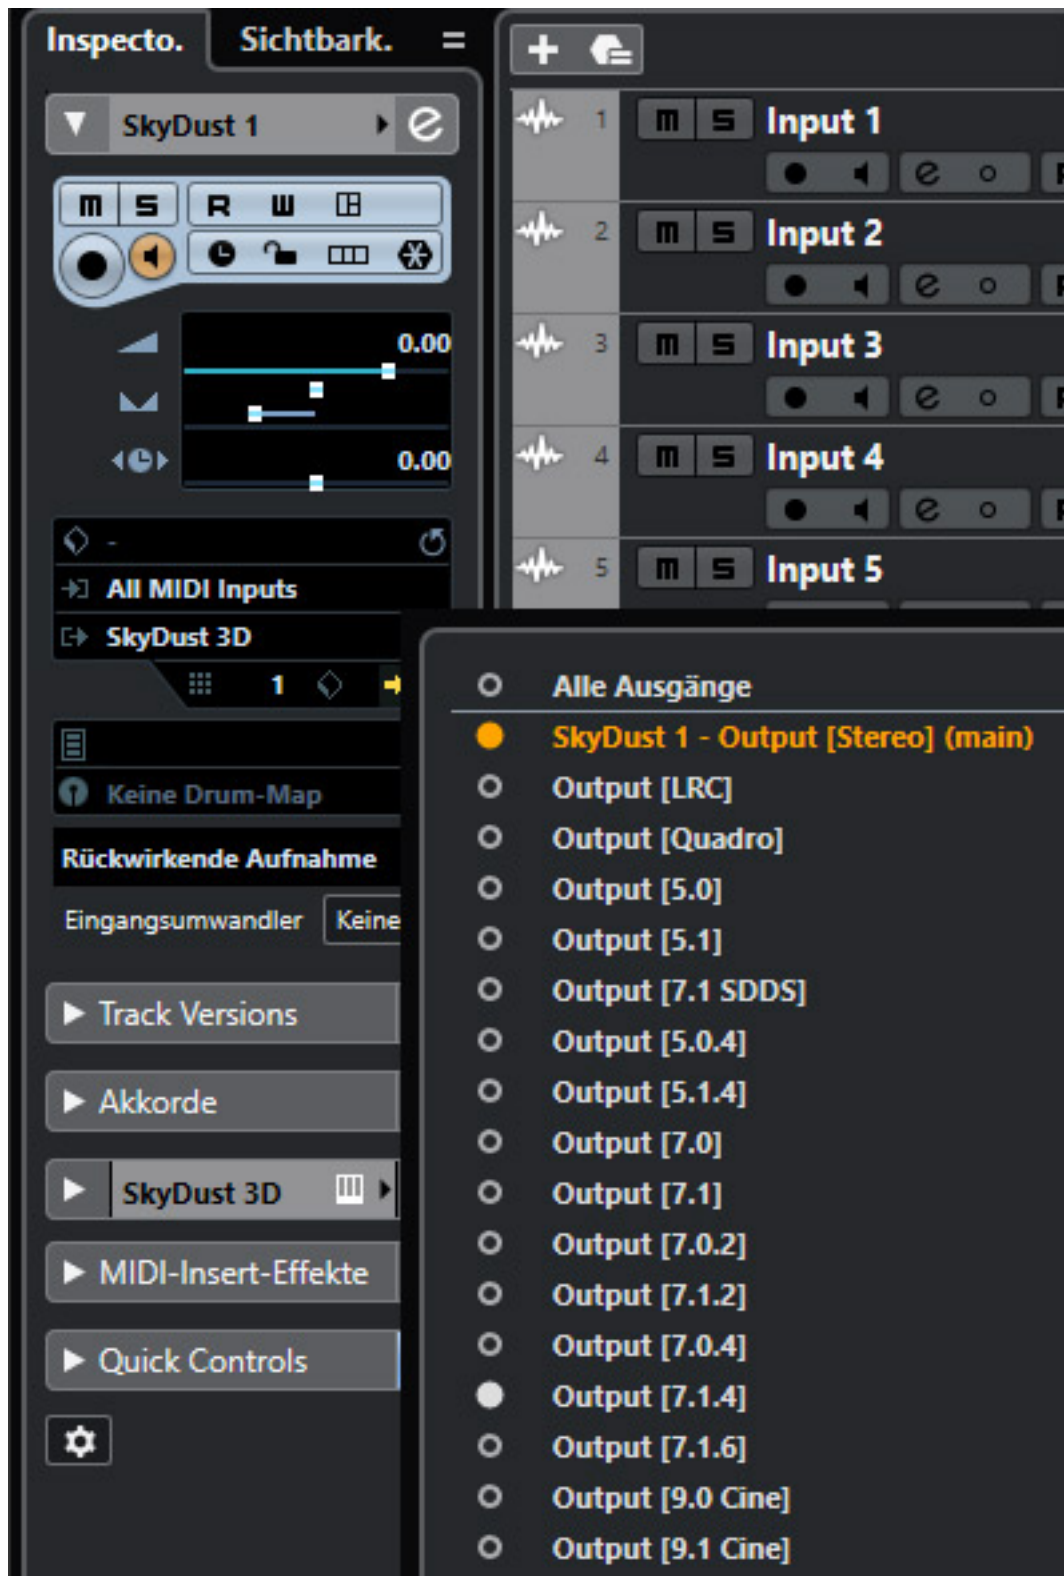 Inspecto. Sichtbark.
SkyDust 1
m S R W
0.00
0.00
-
All MIDI Inputs
SkyDust 3D
1
Keine Drum-Map
Rückwirkende Aufnahme
Eingangsumwandler Keine
Track Versions
Akkorde
SkyDust 3D
MIDI-Insert-Effekte
Quick Controls
1 m S Input 1
e R
2 m S Input 2
e R
3 m S Input 3
e R
4 m S Input 4
e R
5 m S Input 5
Alle Ausgänge
SkyDust 1 - Output [Stereo] (main)
Output [LRC]
Output [Quadro]
Output [5.0]
Output [5.1]
Output [7.1 SDDS]
Output [5.0.4]
Output [5.1.4]
Output [7.0]
Output [7.1]
Output [7.0.2]
Output [7.1.2]
Output [7.0.4]
Output [7.1.4]
Output [7.1.6]
Output [9.0 Cine]
Output [9.1 Cine]